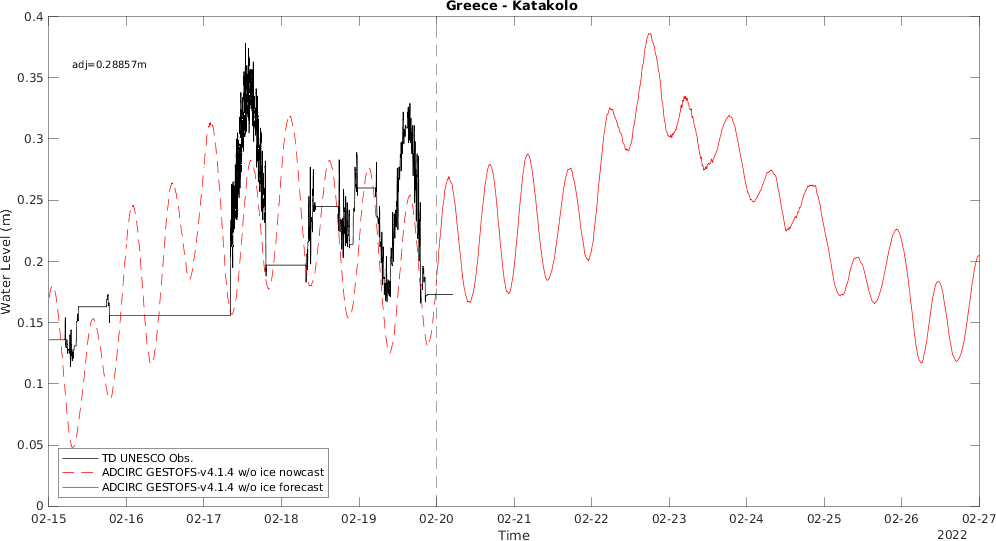 Greece - Katakolo
0.4
0.35
0.3
0.25
0.2
0.15
0.1
0.05
0
Water Level (m)
adj=0.28857m
TD UNESCO Obs.
ADCIRC GESTOFS-v4.1.4 w/o ice nowcast
ADCIRC GESTOFS-v4.1.4 w/o ice forecast
02-15 02-16 02-17 02-18 02-19 02-20 02-21 02-22 02-23 02-24 02-25 02-26 02-27
Time
2022